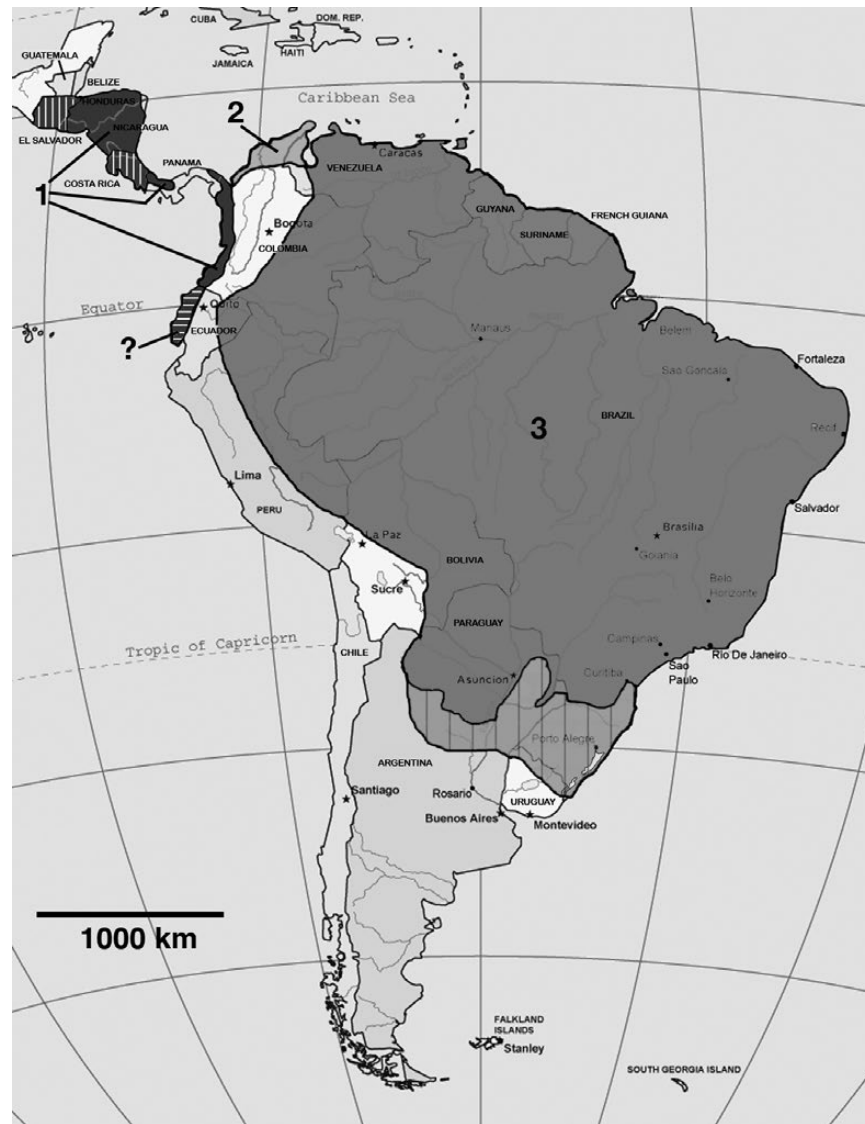 CUBA
DOM. REP.
HAITI
JAMAICA
GUATEMALA
BELIZE
HONDURAS
NICARAGUA
EL SALVADOR
COSTA RICA
PANAMA
Caribbean Sea
1
2
Caracas
VENEZUELA
GUYANA
SURINAME
FRENCH GUIANA
Bogota
COLOMBIA
Equator
Quito
ECUADOR
?
Manaus
Belem
Fortaleza
Sao Goncalo
BRAZIL
3
Recif
Lima
PERU
Salvador
La Paz
Brasilia
BOLIVIA
Goiania
Sucre
Belo
Horizonte
PARAGUAY
Tropic of Capricorn
CHILE
Campinas
Rio De Janeiro
Sao
Paulo
Asuncion
Curitiba
Porto Alegre
ARGENTINA
Santiago
Rosario
URUGUAY
Buenos Aires
Montevideo
1000 km
FALKLAND
ISLANDS
Stanley
SOUTH GEORGIA ISLAND